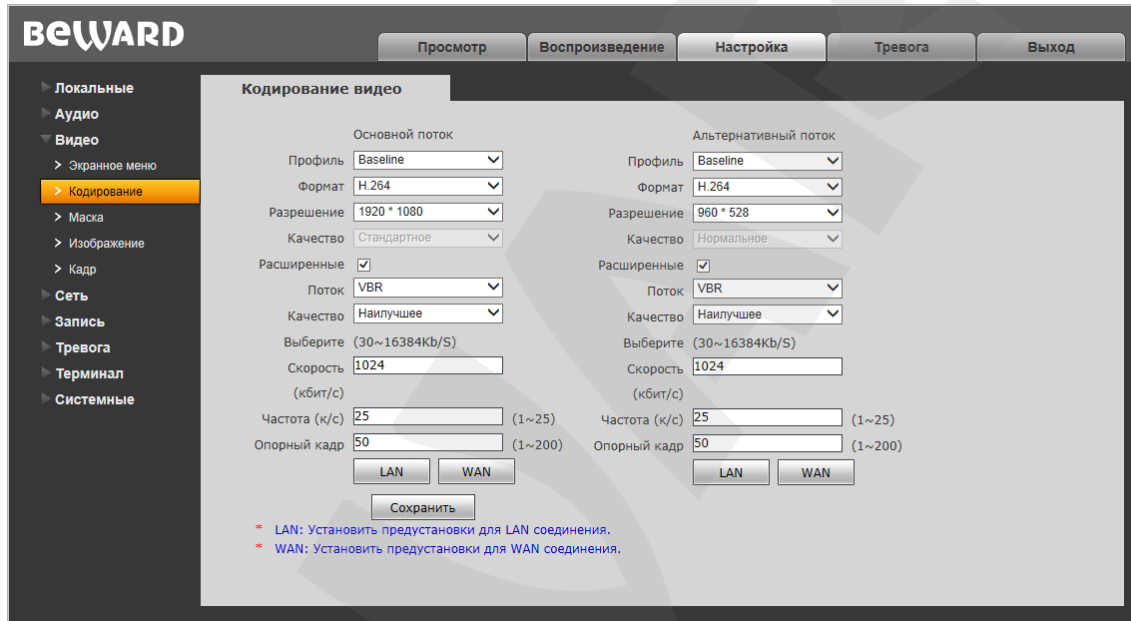 BEWARD
Просмотр Воспроизведение Настройка Тревога Выход
Локальные
Аудио
Видео
> Экранное меню
> Кодирование
> Маска
> Изображение
> Кадр
Сеть
Запись
Тревога
Терминал
Системные
Кодирование видео
Основной поток
Профиль Baseline
Формат H.264
Разрешение 1920 * 1080
Качество Стандартное
Расширенные
Поток VBR
Качество Наилучшее
Выберите (30~16384Kb/S)
Скорость 1024
(кбит/с)
Частота (к/с) 25 (1~25)
Опорный кадр 50 (1~200)
LAN WAN
Сохранить
Альтернативный поток
Профиль Baseline
Формат H.264
Разрешение 960 * 528
Качество Нормальное
Расширенные
Поток VBR
Качество Наилучшее
Выберите (30~16384Kb/S)
Скорость 1024
(кбит/с)
Частота (к/с) 25 (1~25)
Опорный кадр 50 (1~200)
LAN WAN
* LAN: Установить предустановки для LAN соединения.
* WAN: Установить предустановки для WAN соединения.